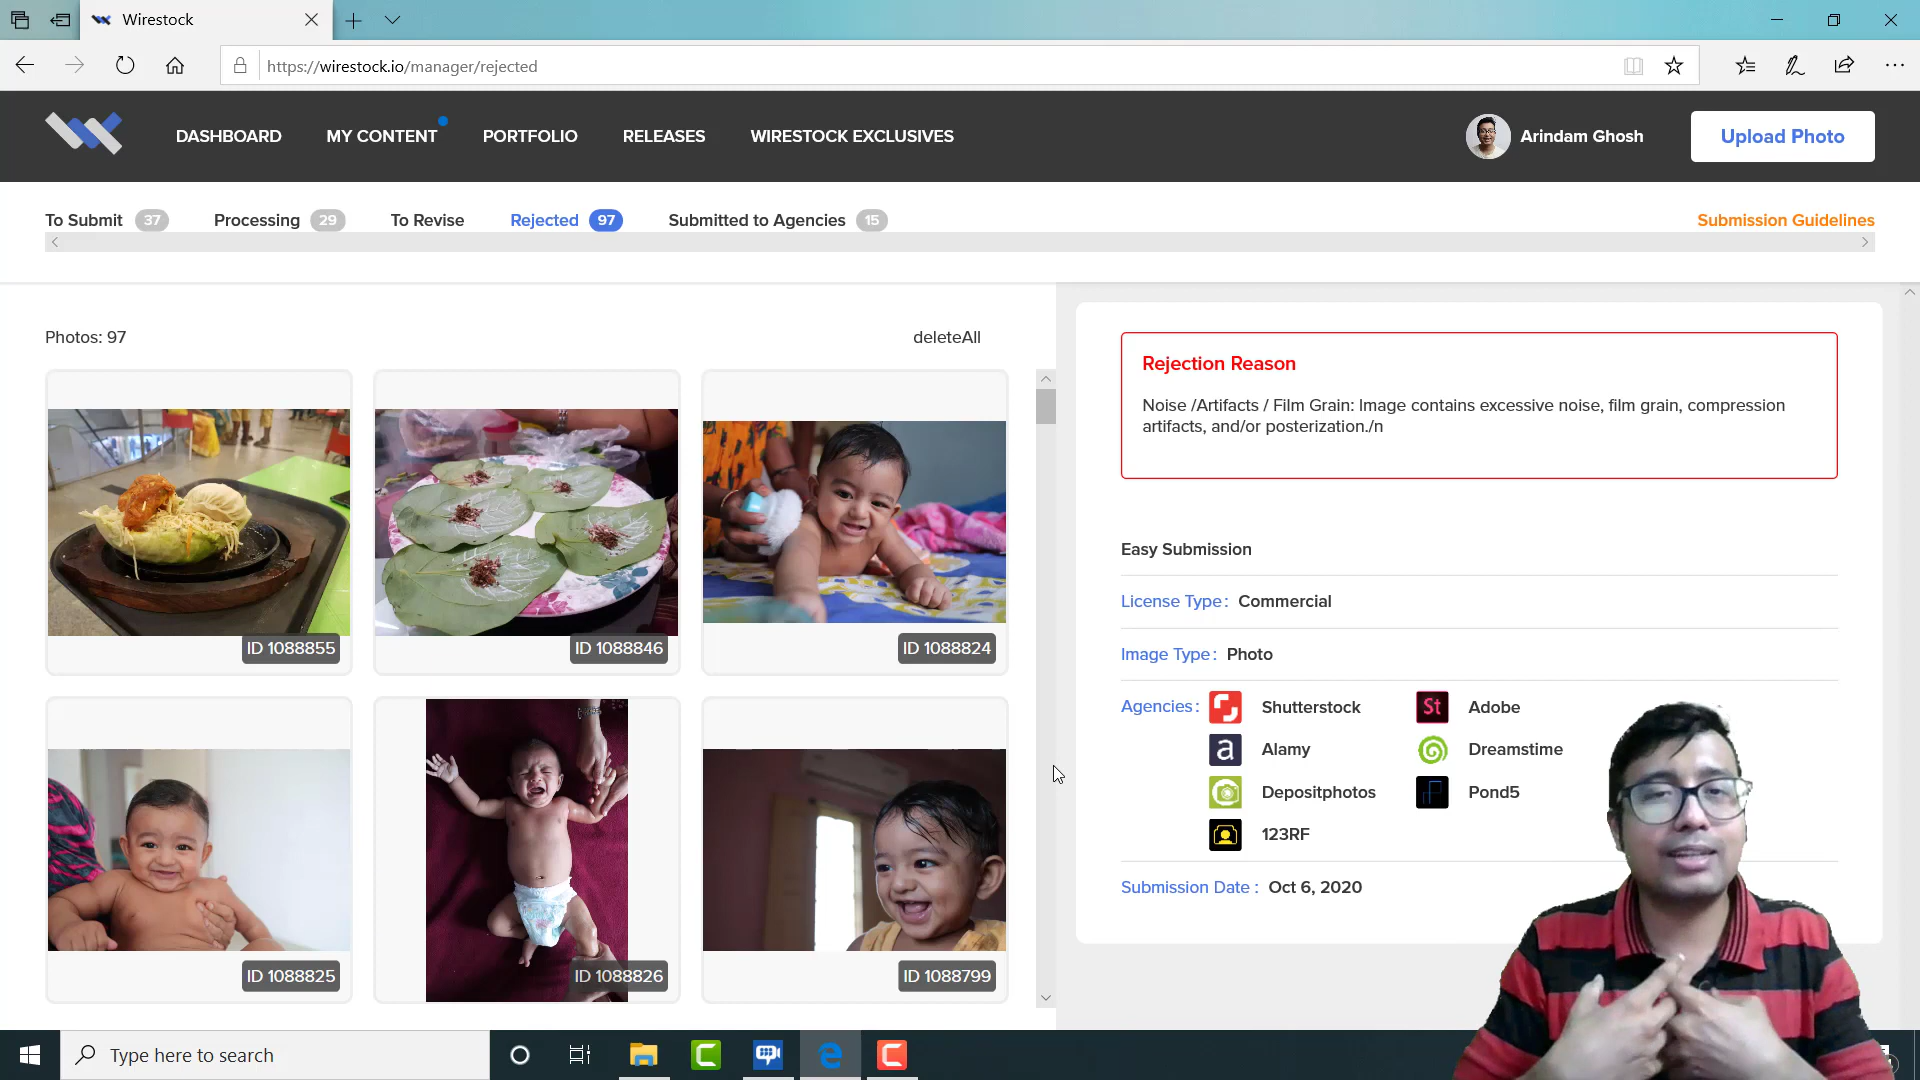 Wirestock
https://wirestock.io/manager/rejected
DASHBOARD MY CONTENT PORTFOLIO RELEASES WIRESTOCK EXCLUSIVES Arindam Ghosh Upload Photo
To Submit 37 Processing 29 To Revise Rejected 97 Submitted to Agencies 15 Submission Guidelines
Photos: 97 deleteAll
ID 1088855 ID 1088846 ID 1088824
ID 1088825 ID 1088826 ID 1088799
Rejection Reason
Noise /Artifacts / Film Grain: Image contains excessive noise, film grain, compression
artifacts, and/or posterization./n
Easy Submission
License Type: Commercial
Image Type: Photo
Agencies: Shutterstock St Adobe
a Alamy Dreamstime
Depositphotos Pond5
123RF
Submission Date: Oct 6, 2020
Type here to search